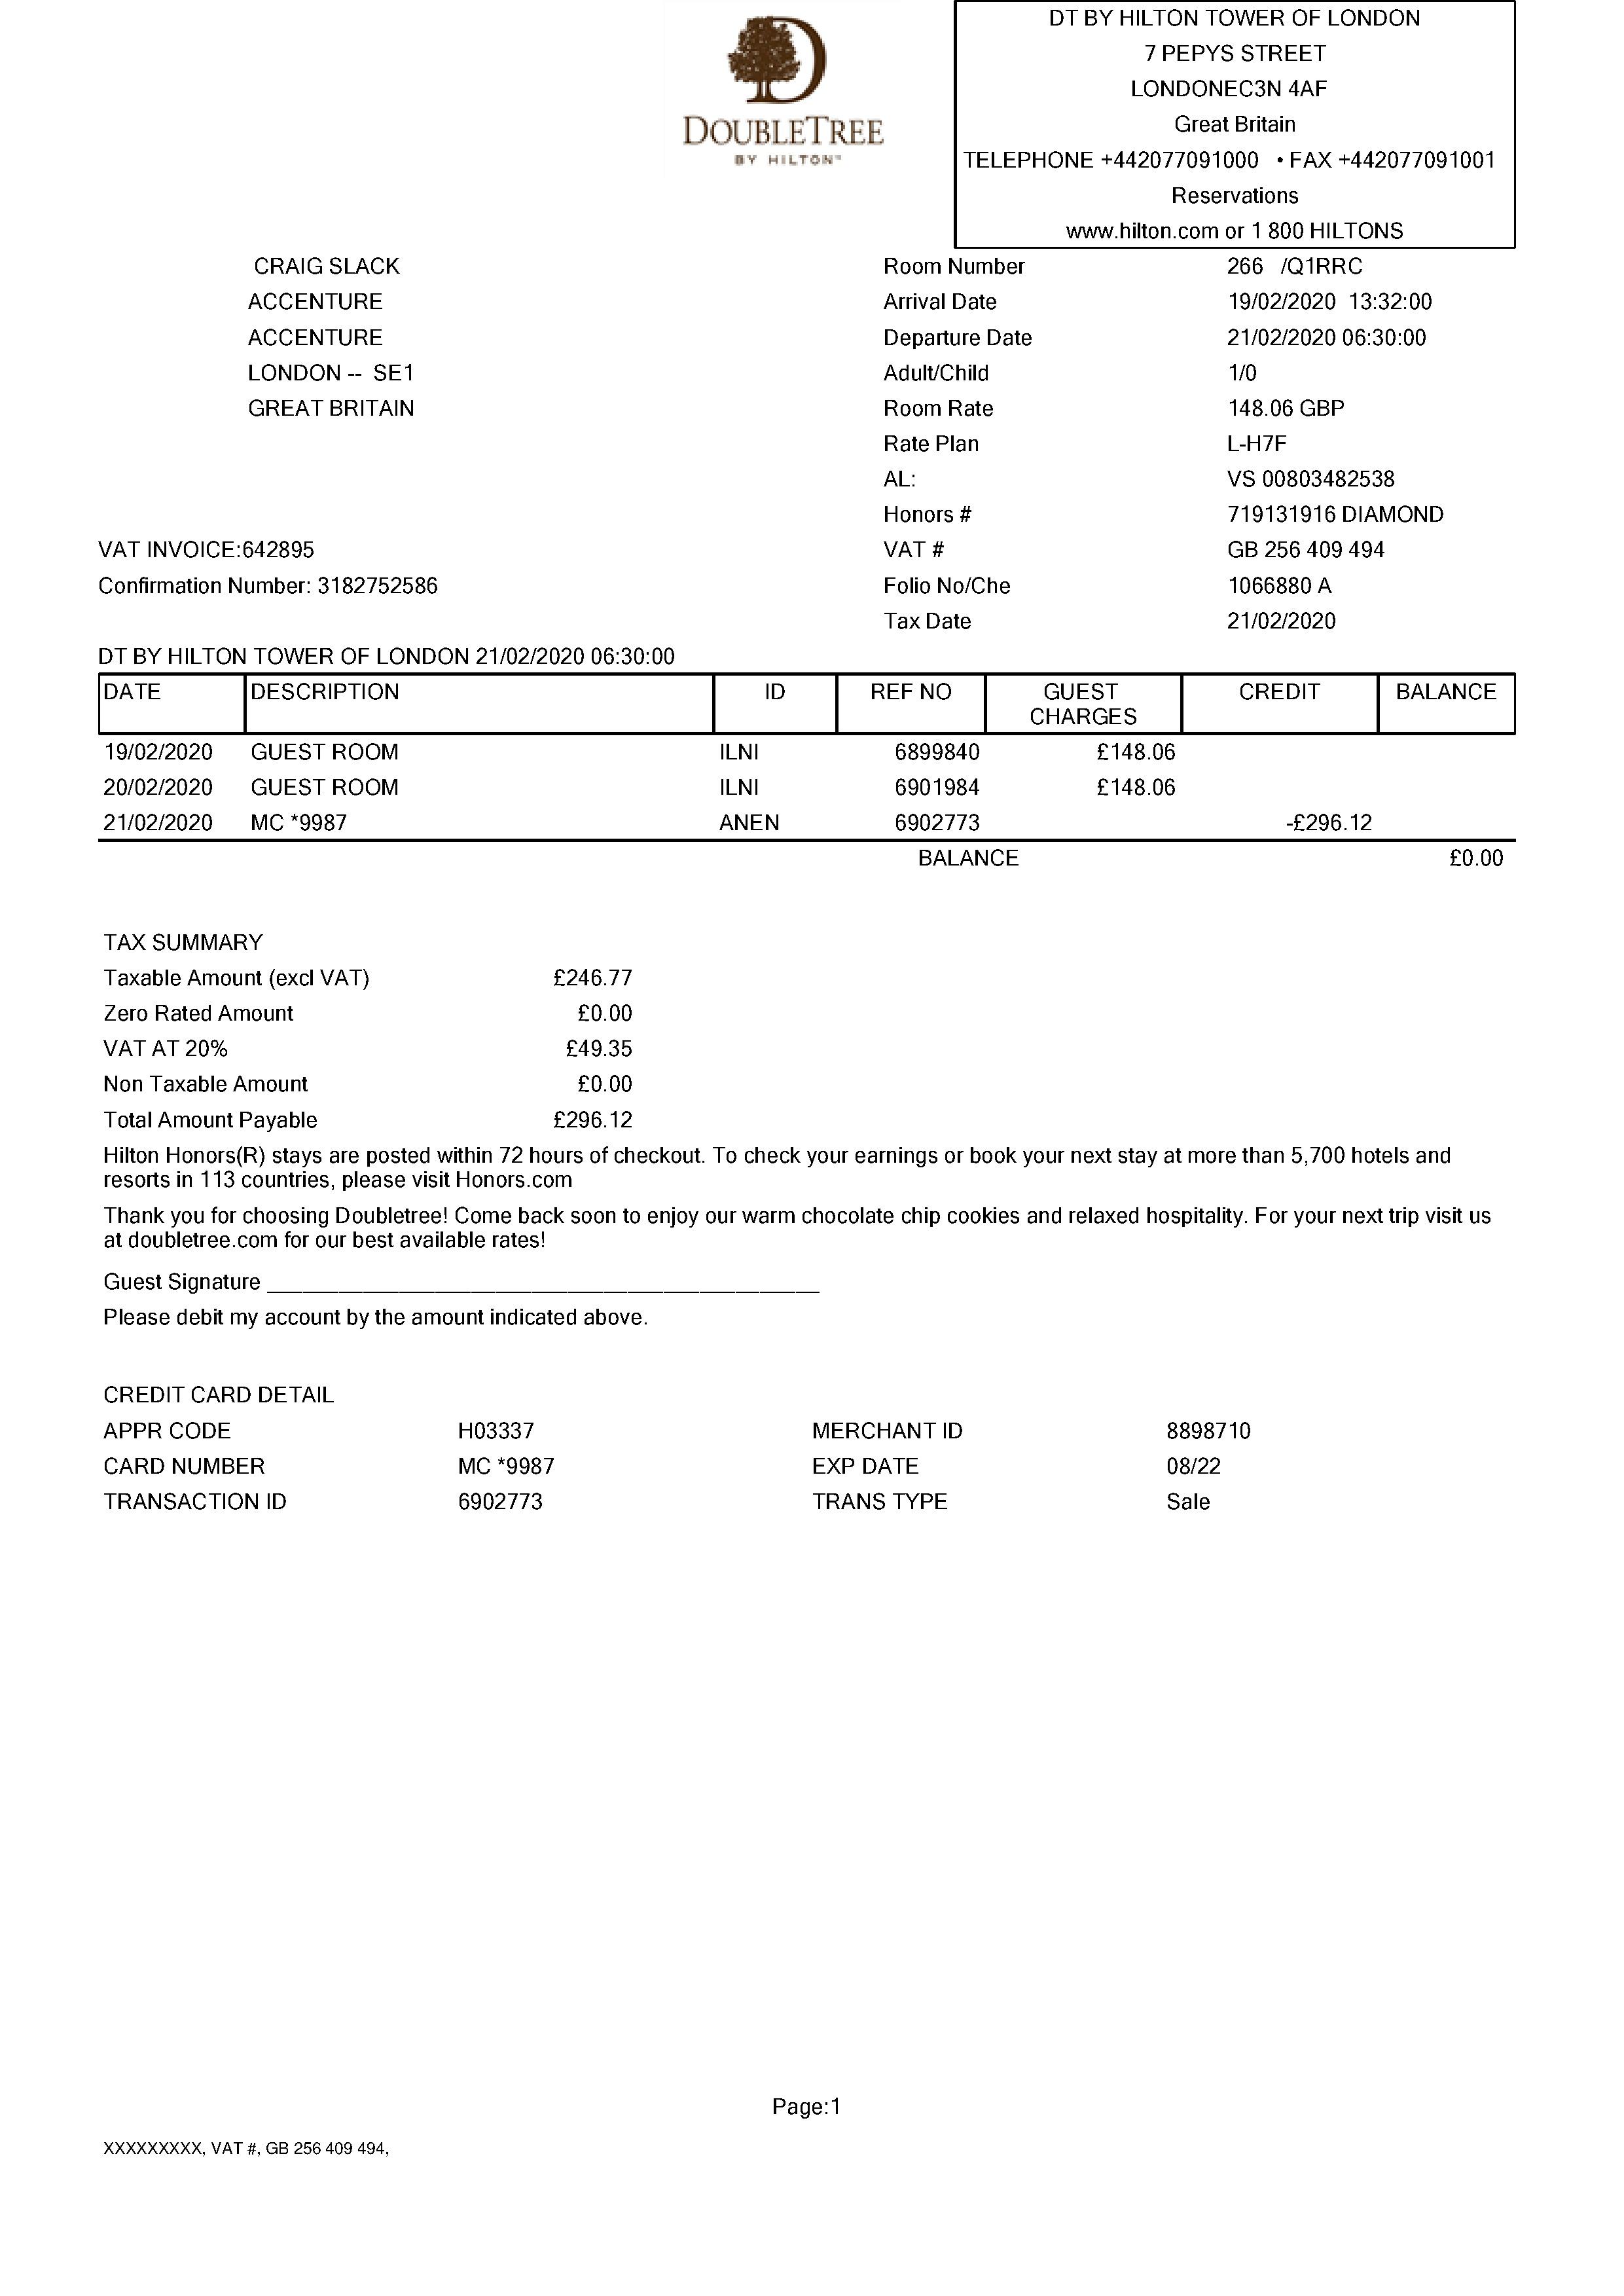 DOUBLETREE
BY HILTON™
DT BY HILTON TOWER OF LONDON
7 PEPYS STREET
LONDONEC3N 4AF
Great Britain
TELEPHONE +442077091000 • FAX +442077091001
Reservations
www.hilton.com or 1 800 HILTONS
CRAIG SLACK
ACCENTURE
ACCENTURE
LONDON -- SE1
GREAT BRITAIN
Room Number 266 /Q1RRC
Arrival Date 19/02/2020 13:32:00
Departure Date 21/02/2020 06:30:00
Adult/Child 1/0
Room Rate 148.06 GBP
Rate Plan L-H7F
AL: VS 00803482538
Honors # 719131916 DIAMOND
VAT INVOICE:642895 VAT # GB 256 409 494
Confirmation Number: 3182752586 Folio No/Che 1066880 A
Tax Date 21/02/2020
DT BY HILTON TOWER OF LONDON 21/02/2020 06:30:00
DATE DESCRIPTION ID REF NO GUEST CHARGES CREDIT BALANCE
19/02/2020 GUEST ROOM ILNI 6899840 £148.06
20/02/2020 GUEST ROOM ILNI 6901984 £148.06
21/02/2020 MC *9987 ANEN 6902773 -£296.12
BALANCE £0.00
TAX SUMMARY
Taxable Amount (excl VAT) £246.77
Zero Rated Amount £0.00
VAT AT 20% £49.35
Non Taxable Amount £0.00
Total Amount Payable £296.12
Hilton Honors(R) stays are posted within 72 hours of checkout. To check your earnings or book your next stay at more than 5,700 hotels and
resorts in 113 countries, please visit Honors.com
Thank you for choosing Doubletree! Come back soon to enjoy our warm chocolate chip cookies and relaxed hospitality. For your next trip visit us
at doubletree.com for our best available rates!
Guest Signature ______________________________________________
Please debit my account by the amount indicated above.
CREDIT CARD DETAIL
APPR CODE H03337 MERCHANT ID 8898710
CARD NUMBER MC *9987 EXP DATE 08/22
TRANSACTION ID 6902773 TRANS TYPE Sale
Page:1
XXXXXXXXX, VAT #, GB 256 409 494,